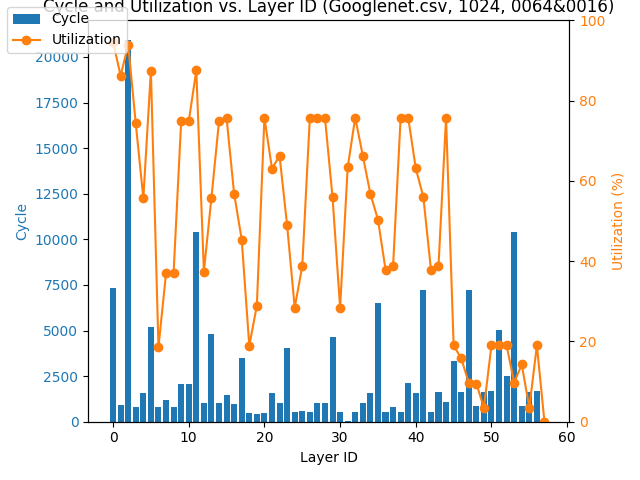 Cycle and Utilization vs. Layer ID (Googlenet.csv, 1024, 0064&0016)
Cycle
Utilization
100
20000
17500
15000
12500
10000
7500
5000
2500
0
80
60
40
20
0
Cycle
Utilization (%)
0 10 20 30 40 50 60
Layer ID